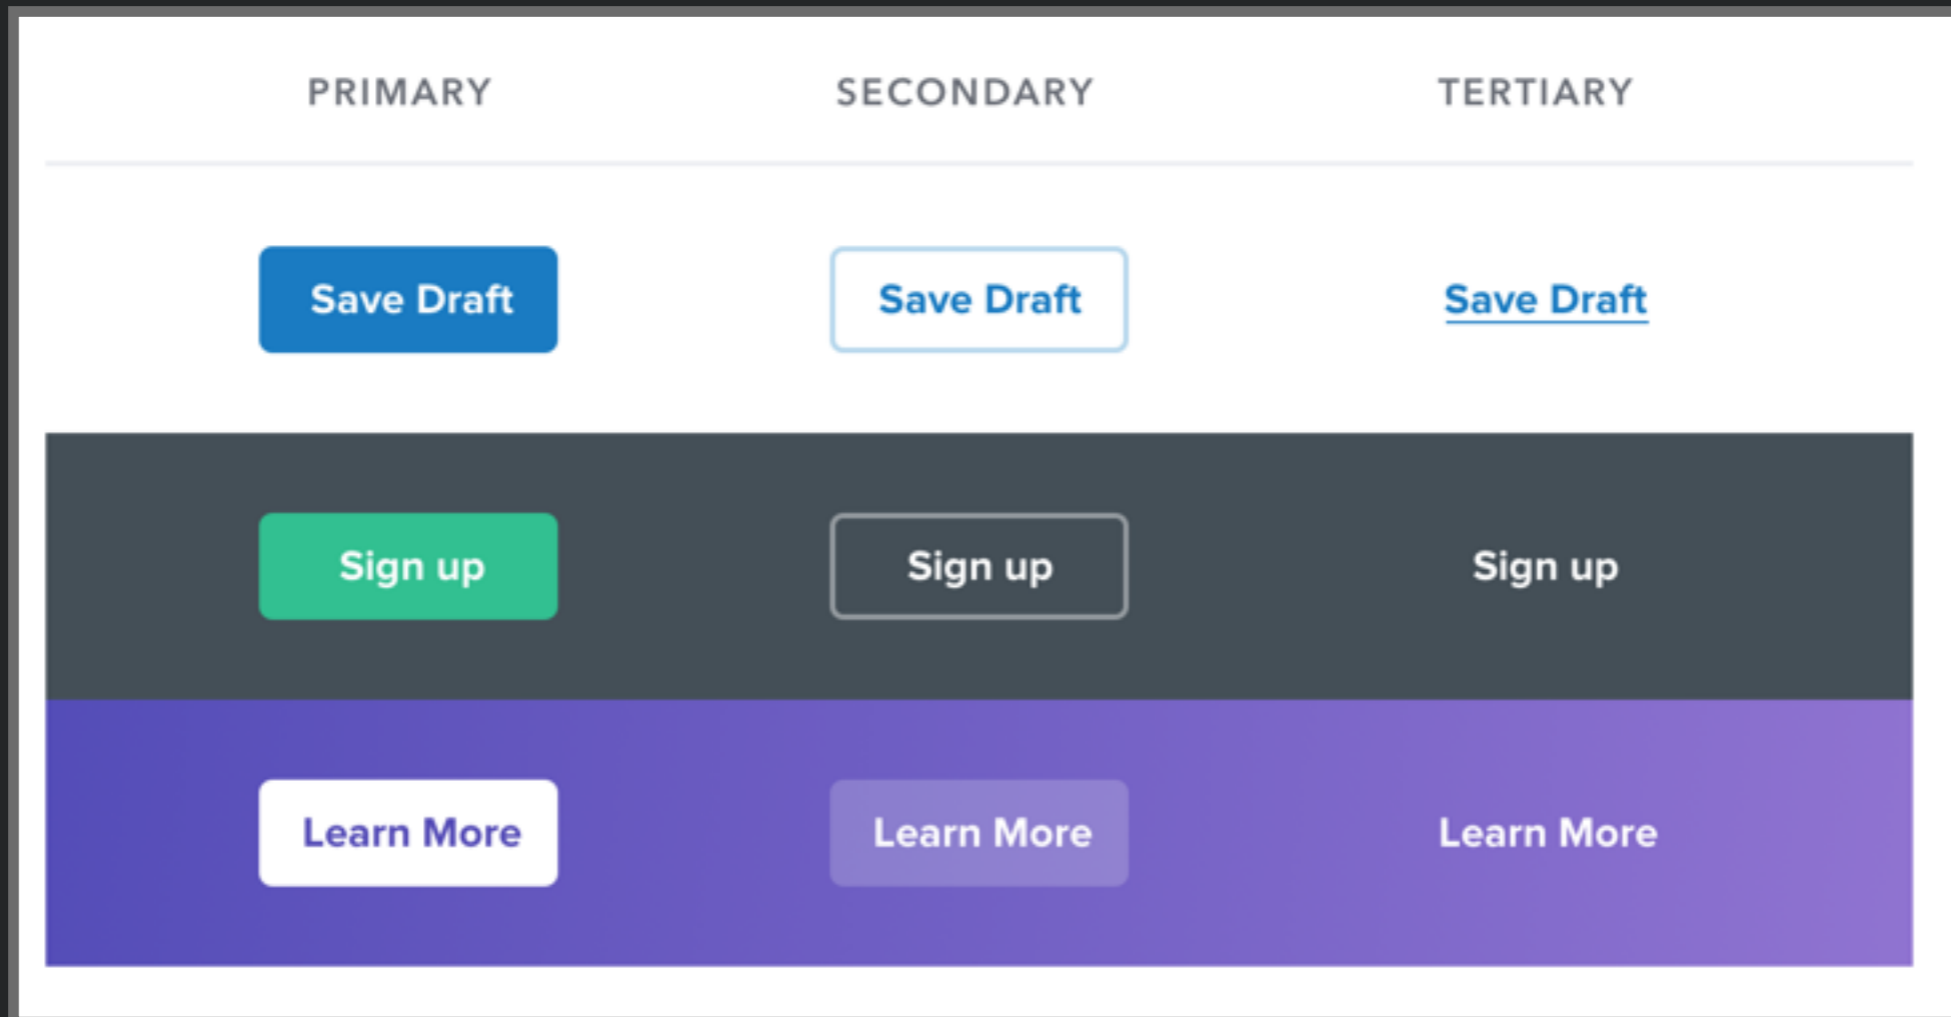 PRIMARY SECONDARY TERTIARY
Save Draft Save Draft Save Draft
Sign up Sign up Sign up
Learn More Learn More Learn More